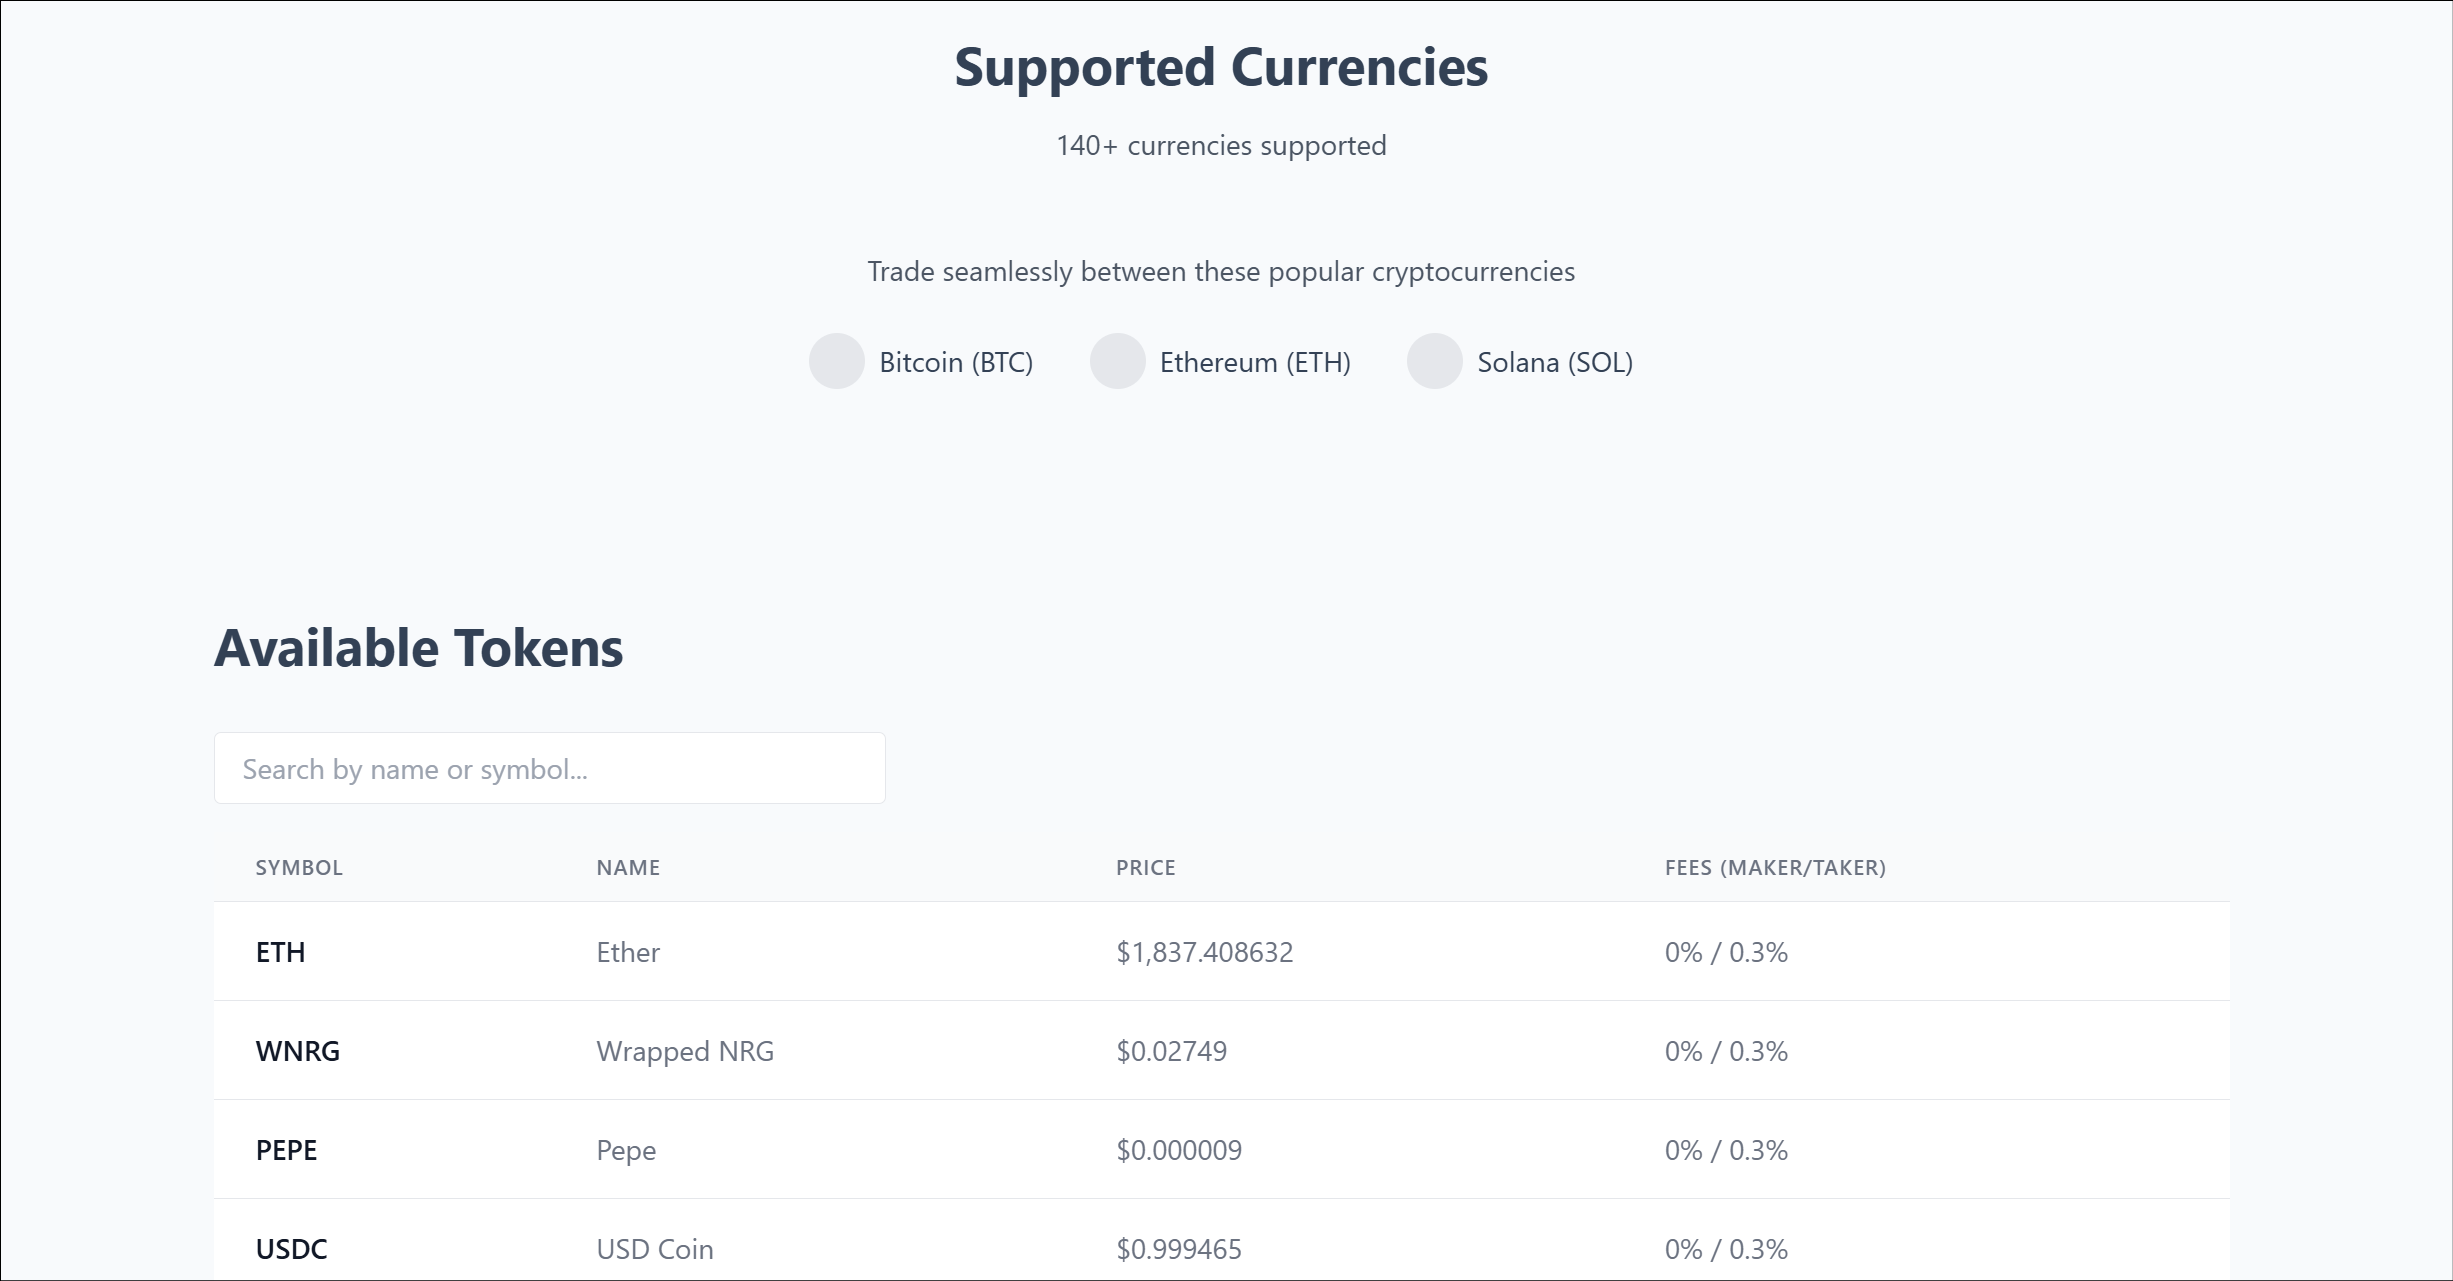 Supported Currencies
140+ currencies supported
Trade seamlessly between these popular cryptocurrencies
Bitcoin (BTC) Ethereum (ETH) Solana (SOL)
Available Tokens
Search by name or symbol...
SYMBOL NAME PRICE FEES (MAKER/TAKER)
ETH Ether $1,837.408632 0% / 0.3%
WNRG Wrapped NRG $0.02749 0% / 0.3%
PEPE Pepe $0.000009 0% / 0.3%
USDC USD Coin $0.999465 0% / 0.3%